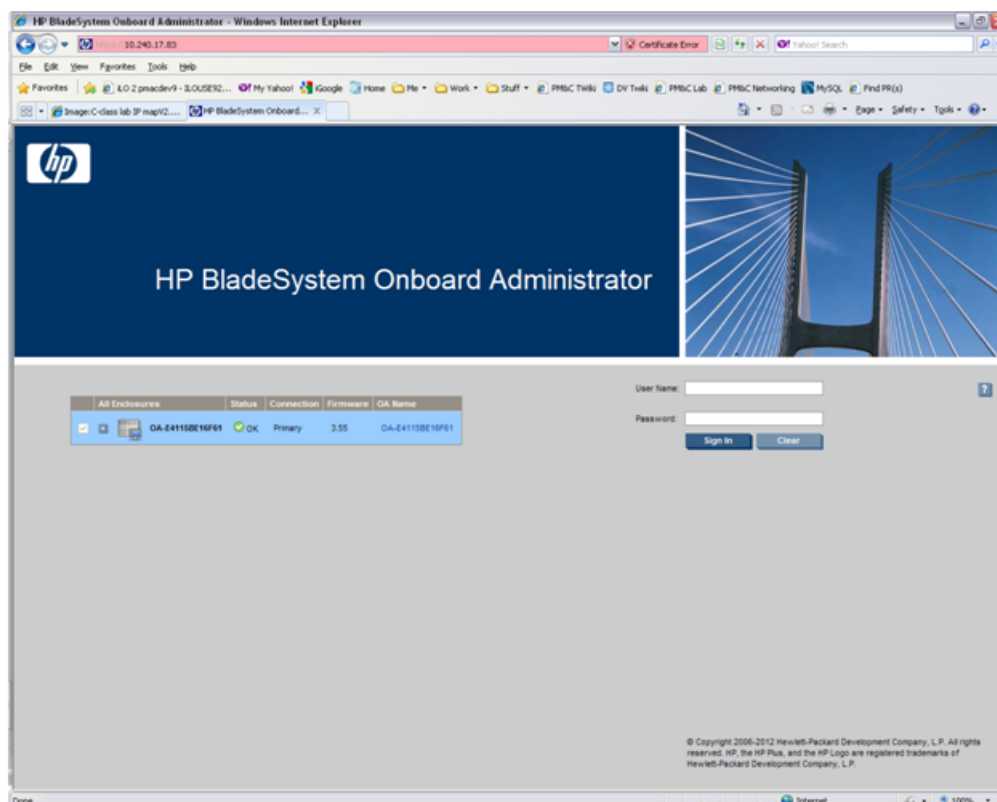 HP BladeSystem Onboard Administrator - Windows Internet Explorer
10.240.17.83
Certificate Error
Yahoo! Search
File Edit View Favorites Tools Help
Favorites
My Yahoo!
iGoogle
Home
Me
Work
Stuff
PM&C TWiki
DV Twiki
PM&C Lab
PM&C Networking
MySQL
Find PR(s)
Image:C-class lab IP mapV2....
HP BladeSystem Onboard...
Page
Safety
Tools
hp
HP BladeSystem Onboard Administrator
All Enclosures Status Connection Firmware OA Name
OA-E4115BE16F61 OK Primary 3.55 OA-E4115BE16F61
User Name:
Password:
Sign In Clear
© Copyright 2006-2012 Hewlett-Packard Development Company, L.P. All rights
reserved. HP, the HP Plus, and the HP Logo are registered trademarks of
Hewlett-Packard Development Company, L.P.
Done
Internet
100%